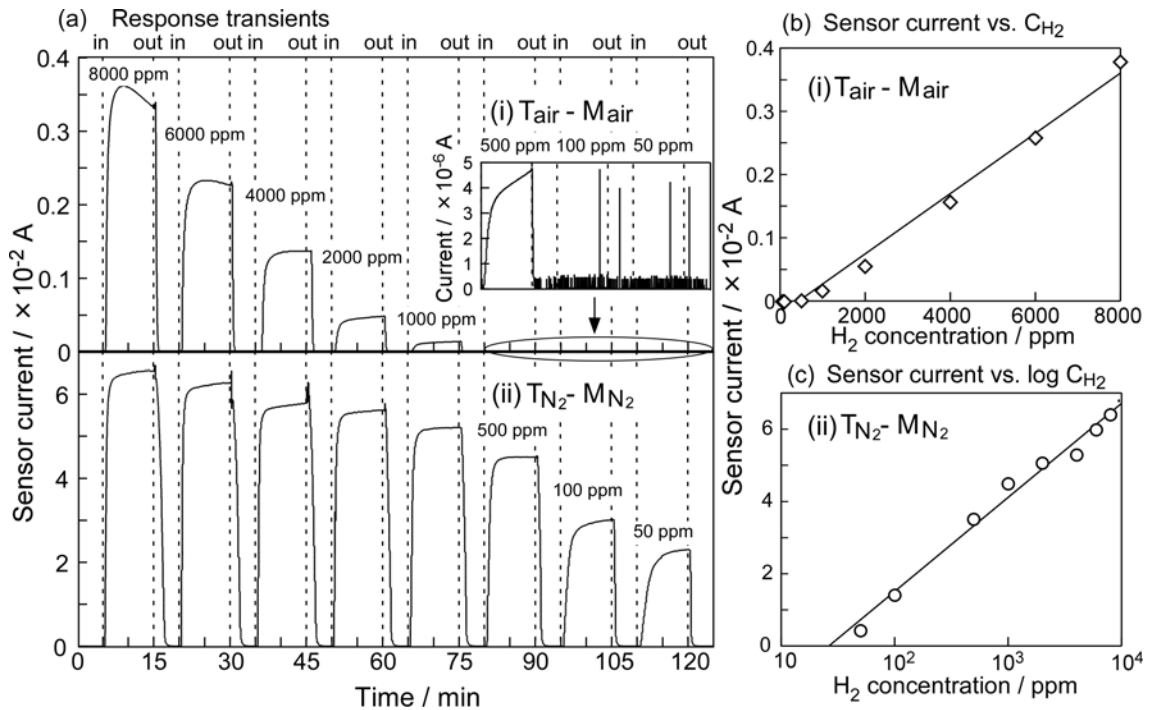 (a) Response transients
in out in out in out in out in out in out in out in out
0.4
0.3
0.2
0.1
0
8000 ppm
6000 ppm
4000 ppm
2000 ppm
1000 ppm
(i) Tair - Mair
500 ppm 100 ppm 50 ppm
Current / ×10-6 A
5
4
3
2
1
0
Sensor current / ×10-2 A
0
6
4
2
0
(ii) TN2- MN2
500 ppm
100 ppm
50 ppm
0 15 30 45 60 75 90 105 120
Time / min
(b) Sensor current vs. CH2
0.4
0.3
0.2
0.1
0
(i) Tair - Mair
0 2000 4000 6000 8000
H2 concentration / ppm
Sensor current / ×10-2 A
(c) Sensor current vs. log CH2
6
4
2
0
(ii) TN2- MN2
10 102 103 104
H2 concentration / ppm